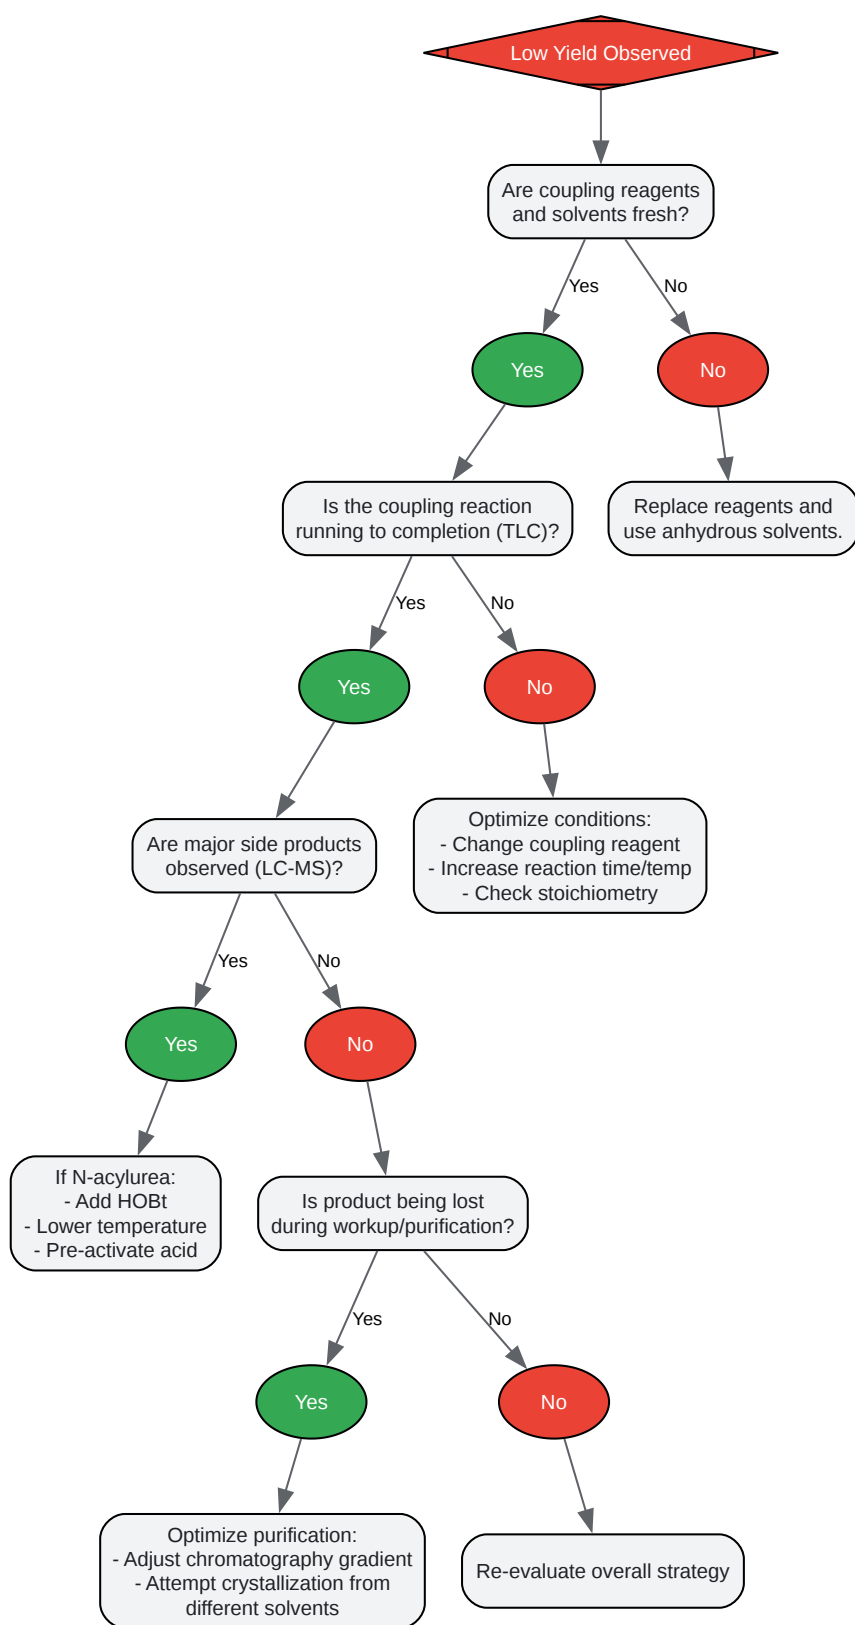 Low Yield Observed
Are coupling reagents
and solvents fresh?
Yes
No
Yes
No
Is the coupling reaction
running to completion (TLC)?
Replace reagents and
use anhydrous solvents.
Yes
No
Yes
No
Are major side products
observed (LC-MS)?
Optimize conditions:
- Change coupling reagent
- Increase reaction time/temp
- Check stoichiometry
Yes
No
Yes
No
If N-acylurea:
- Add HOBt
- Lower temperature
- Pre-activate acid
Is product being lost
during workup/purification?
Yes
No
Yes
No
Optimize purification:
- Adjust chromatography gradient
- Attempt crystallization from
different solvents
Re-evaluate overall strategy